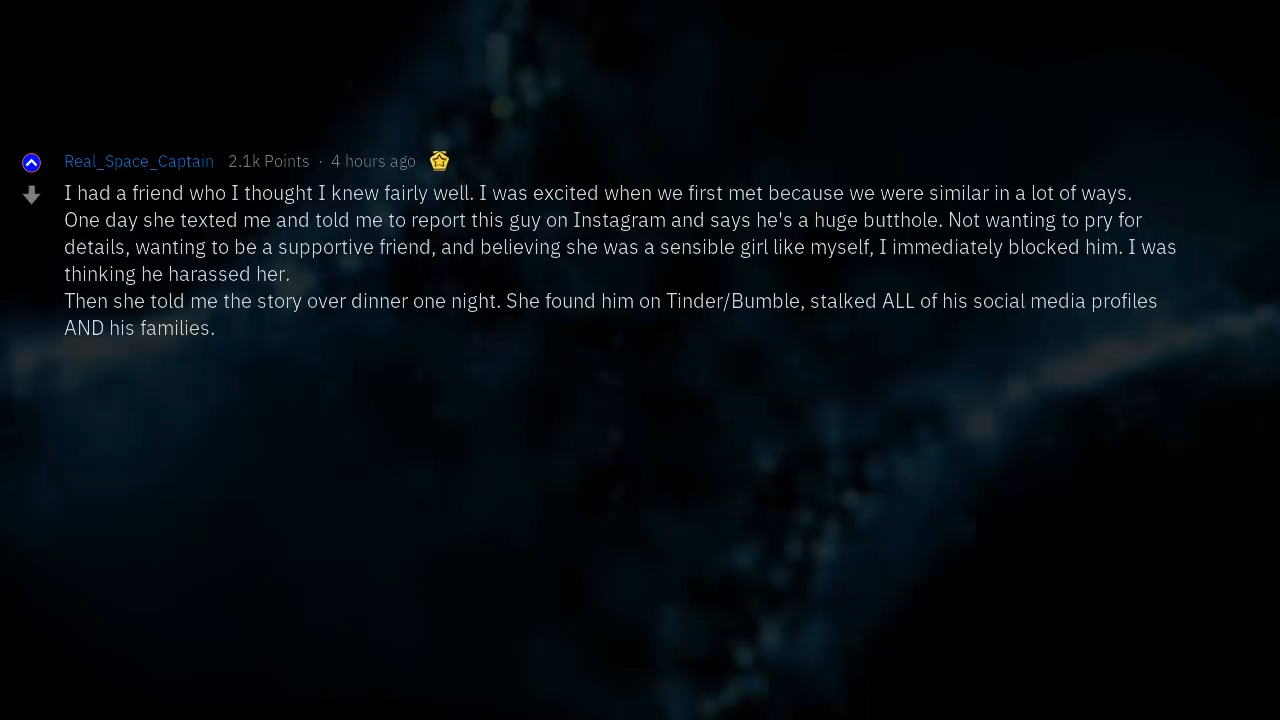 Real_Space_Captain 2.1k Points · 4 hours ago
I had a friend who I thought I knew fairly well. I was excited when we first met because we were similar in a lot of ways.
One day she texted me and told me to report this guy on Instagram and says he's a huge butthole. Not wanting to pry for
details, wanting to be a supportive friend, and believing she was a sensible girl like myself, I immediately blocked him. I was
thinking he harassed her.
Then she told me the story over dinner one night. She found him on Tinder/Bumble, stalked ALL of his social media profiles
AND his families.